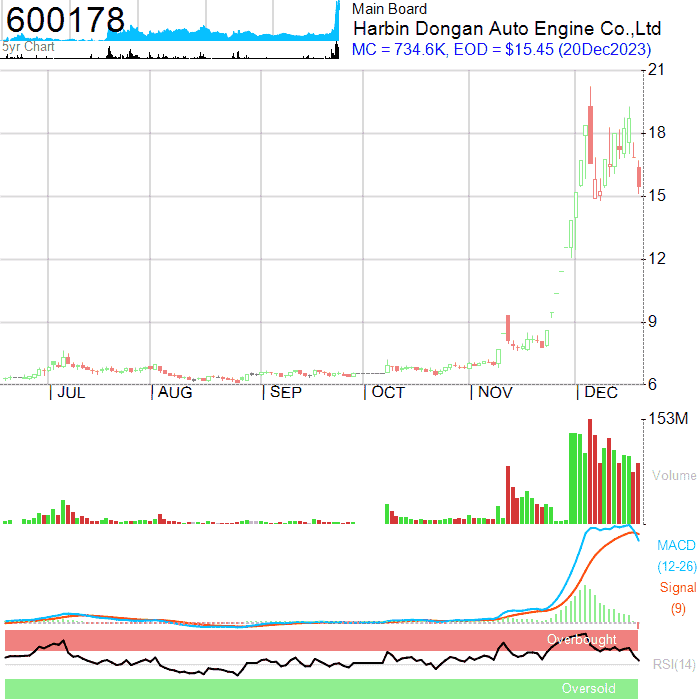 600178
5yr Chart
Main Board
Harbin Dongan Auto Engine Co.,Ltd
MC = 734.6K, EOD = $15.45 (20Dec2023)
21
18
15
12
9
6
JUL AUG SEP OCT NOV DEC
153M
Volume
MACD
(12-26)
Signal
(9)
Overbought
RSI(14)
Oversold